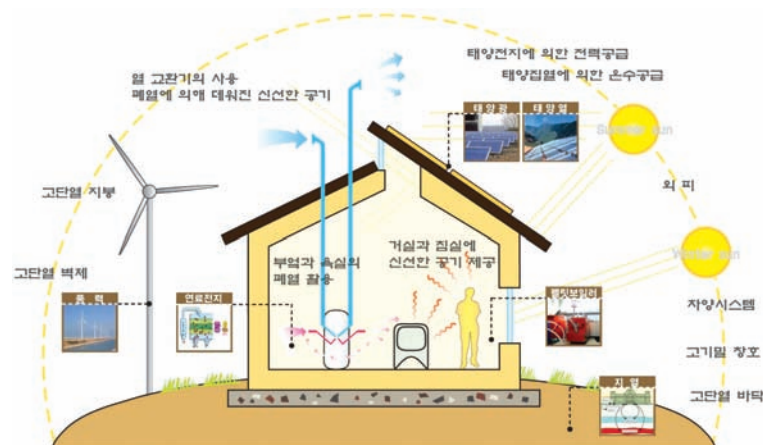 태양전지에 의한 전력공급
태양집열에 의한 온수공급
열 교환기의 사용
폐열에 의해 데워진 신선한 공기
태 양 광
태 양 열
Summer sun
외 피
고단열 지붕
부엌과 욕실의
폐열 활용
거실과 침실에
신선한 공기 제공
Winter sun
고단열 벽체
풍 력
연료전지
펠릿보일러
차양시스템
고기밀 창호
지 열
고단열 바닥